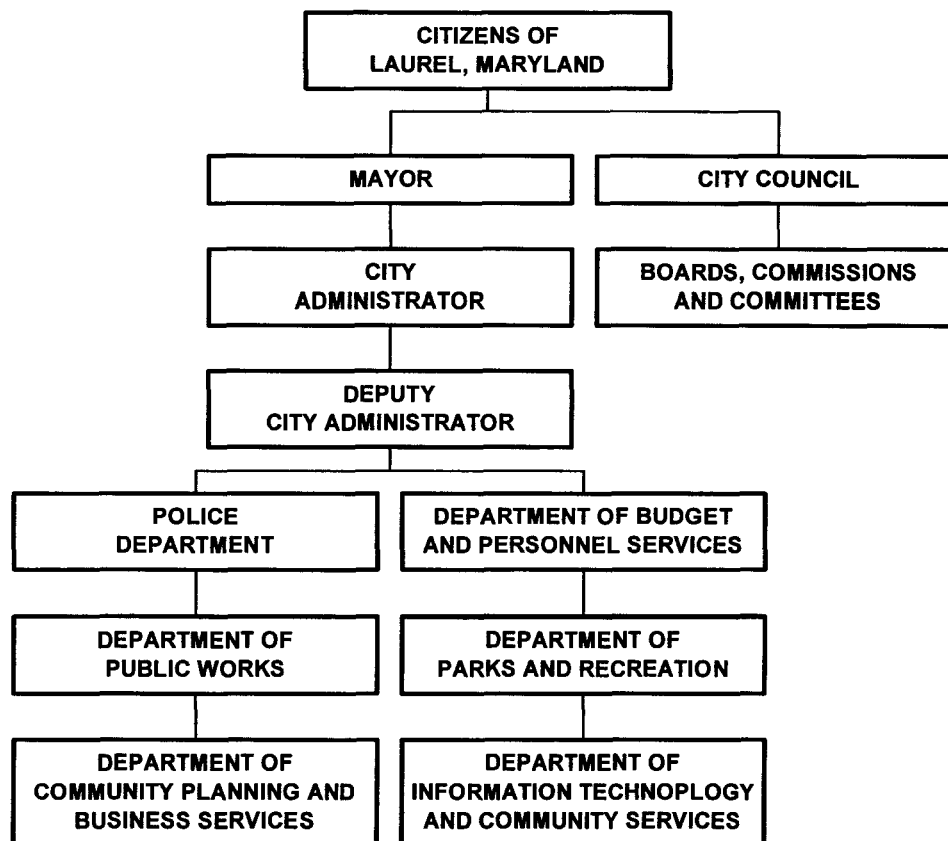 CITIZENS OF
LAUREL, MARYLAND
MAYOR
CITY COUNCIL
CITY
ADMINISTRATOR
BOARDS, COMMISSIONS
AND COMMITTEES
DEPUTY
CITY ADMINISTRATOR
POLICE
DEPARTMENT
DEPARTMENT OF BUDGET
AND PERSONNEL SERVICES
DEPARTMENT OF
PUBLIC WORKS
DEPARTMENT OF
PARKS AND RECREATION
DEPARTMENT OF
COMMUNITY PLANNING AND
BUSINESS SERVICES
DEPARTMENT OF
INFORMATION TECHNOPLOGY
AND COMMUNITY SERVICES